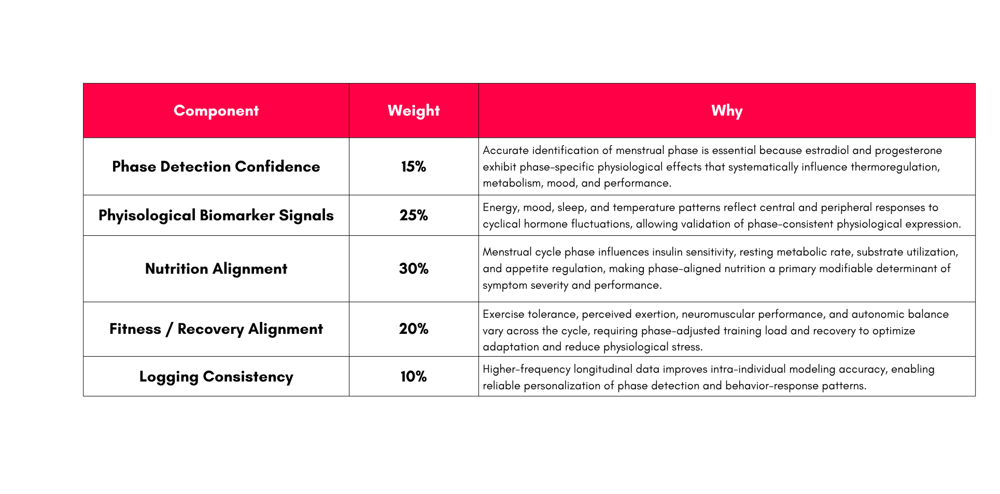 Component Weight Why
Phase Detection Confidence 15% Accurate identification of menstrual phase is essential because estradiol and progesterone
exhibit phase-specific physiological effects that systematically influence thermoregulation,
metabolism, mood, and performance.
Phyisological Biomarker Signals 25% Energy, mood, sleep, and temperature patterns reflect central and peripheral responses to
cyclical hormone fluctuations, allowing validation of phase-consistent physiological expression.
Nutrition Alignment 30% Menstrual cycle phase influences insulin sensitivity, resting metabolic rate, substrate utilization,
and appetite regulation, making phase-aligned nutrition a primary modifiable determinant of
symptom severity and performance.
Fitness / Recovery Alignment 20% Exercise tolerance, perceived exertion, neuromuscular performance, and autonomic balance
vary across the cycle, requiring phase-adjusted training load and recovery to optimize
adaptation and reduce physiological stress.
Logging Consistency 10% Higher-frequency longitudinal data improves intra-individual modeling accuracy, enabling
reliable personalization of phase detection and behavior-response patterns.